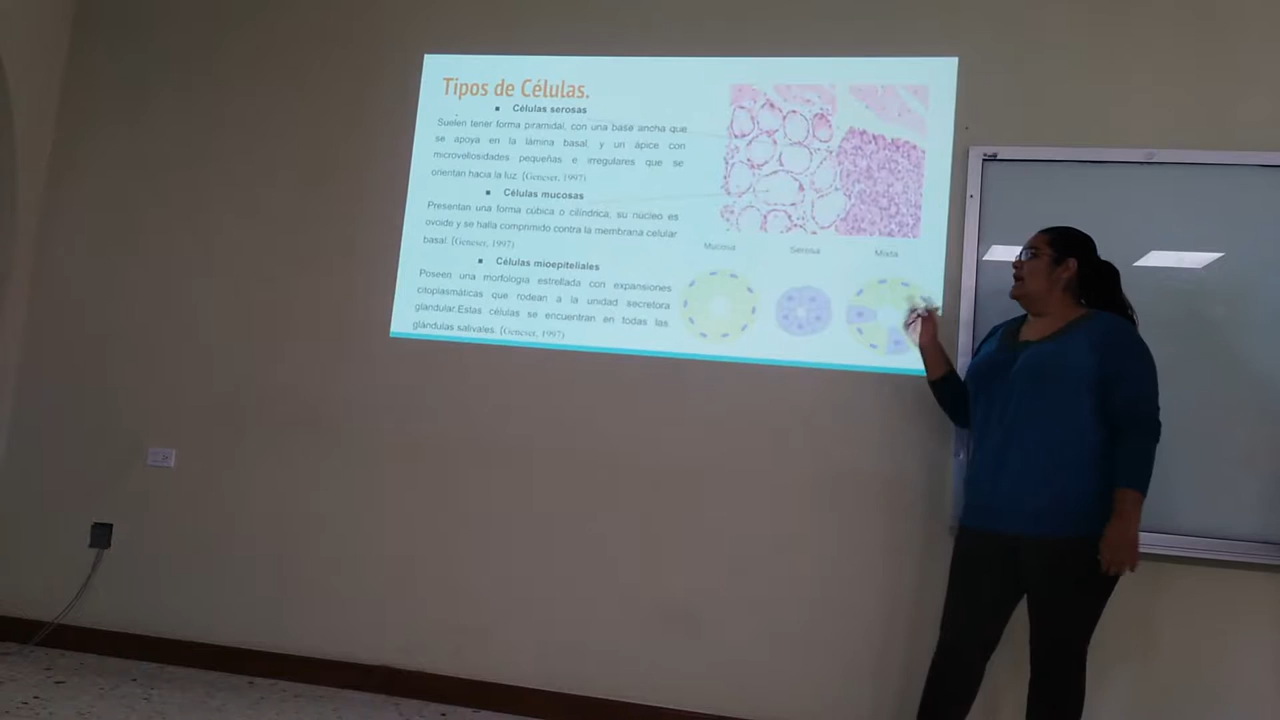 Tipos de Células.
▪ Células serosas
Suelen tener forma piramidal, con una base ancha que
se apoya en la lámina basal, y un ápice con
microvellosidades pequeñas e irregulares que se
orientan hacia la luz. (Geneser, 1997)
▪ Células mucosas
Presentan una forma cúbica o cilíndrica, su núcleo es
ovoide y se halla comprimido contra la membrana celular
basal. (Geneser, 1997)
▪ Células mioepiteliales
Poseen una morfología estrellada con expansiones
citoplasmáticas que rodean a la unidad secretora
glandular.Estas células se encuentran en todas las
glándulas salivales. (Geneser, 1997)
Mucosa Serosa Mixta